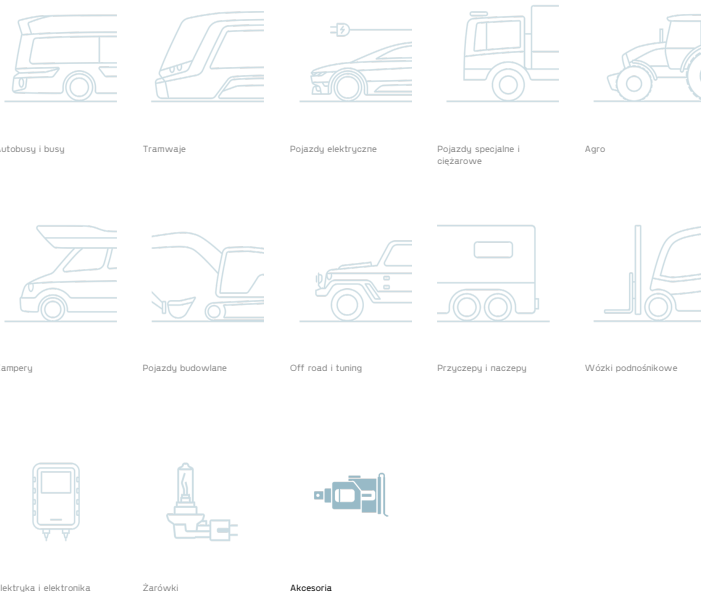 utobusy i busy
Tramwaje
Pojazdy elektryczne
Pojazdy specjalne i
ciężarowe
Agro
ampery
Pojazdy budowlane
Off road i tuning
Przyczepy i naczepy
Wózki podnośnikowe
lektryka i elektronika
Żarówki
Akcesoria